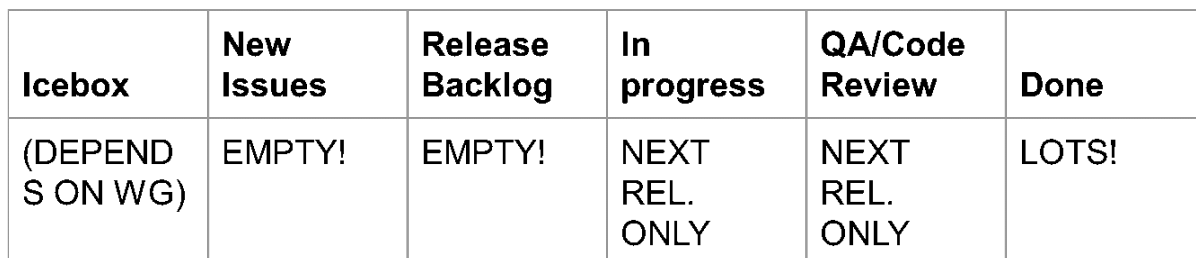 Icebox
New
Issues
Release
Backlog
In
progress
QA/Code
Review
Done
(DEPEND
S ON WG)
EMPTY!
EMPTY!
NEXT
REL.
ONLY
NEXT
REL.
ONLY
LOTS!